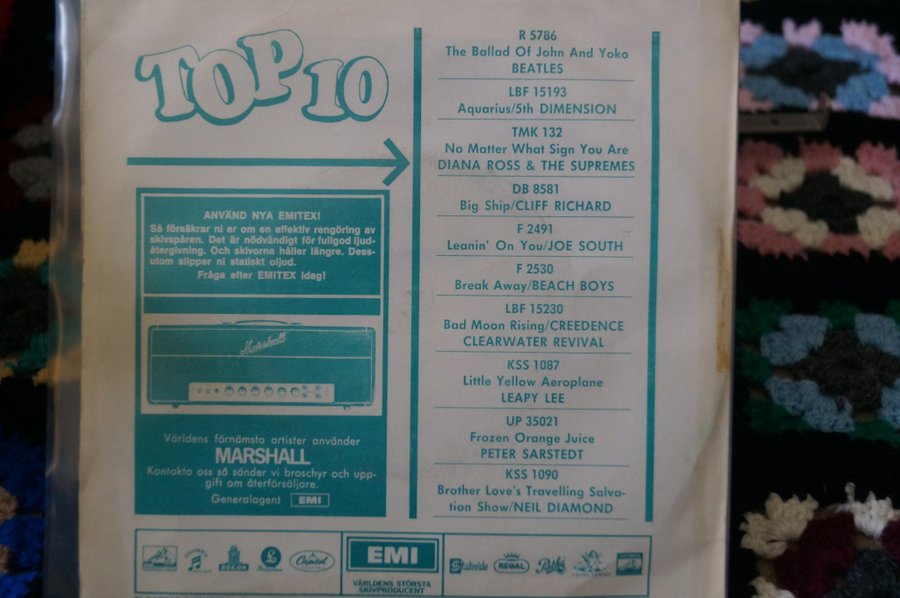 TOP 10
R 5786
The Ballad Of John And Yoko
BEATLES
LBF 15193
Aquarius/5th DIMENSION
TMK 132
No Matter What Sign You Are
DIANA ROSS & THE SUPREMES
DB 8581
Big Ship/CLIFF RICHARD
F 2491
Leanin' On You/JOE SOUTH
F 2530
Break Away/BEACH BOYS
LBF 15230
Bad Moon Rising/CREEDENCE
CLEARWATER REVIVAL
KSS 1087
Little Yellow Aeroplane
LEAPY LEE
UP 35021
Frozen Orange Juice
PETER SARSTEDT
KSS 1090
Brother Love's Travelling Salva-
tion Show/NEIL DIAMOND
ANVÄND NYA EMITEX!
Så försäkrar ni er om en effektiv rengöring av
skivspåren. Det är nödvändigt för fullgod ljud-
återgivning. Och skivorna håller längre. Dess-
utom slipper ni statiskt oljud.
Fråga efter EMITEX idag!
Marshall
Världens förnämsta artister använder
MARSHALL
Kontakta oss så sänder vi broschyr och upp-
gift om återförsäljare.
Generalagent EMI
ODEON
Capitol
EMI
VÄRLDENS STÖRSTA
SKIVPRODUCENT
Stateside
REGAL